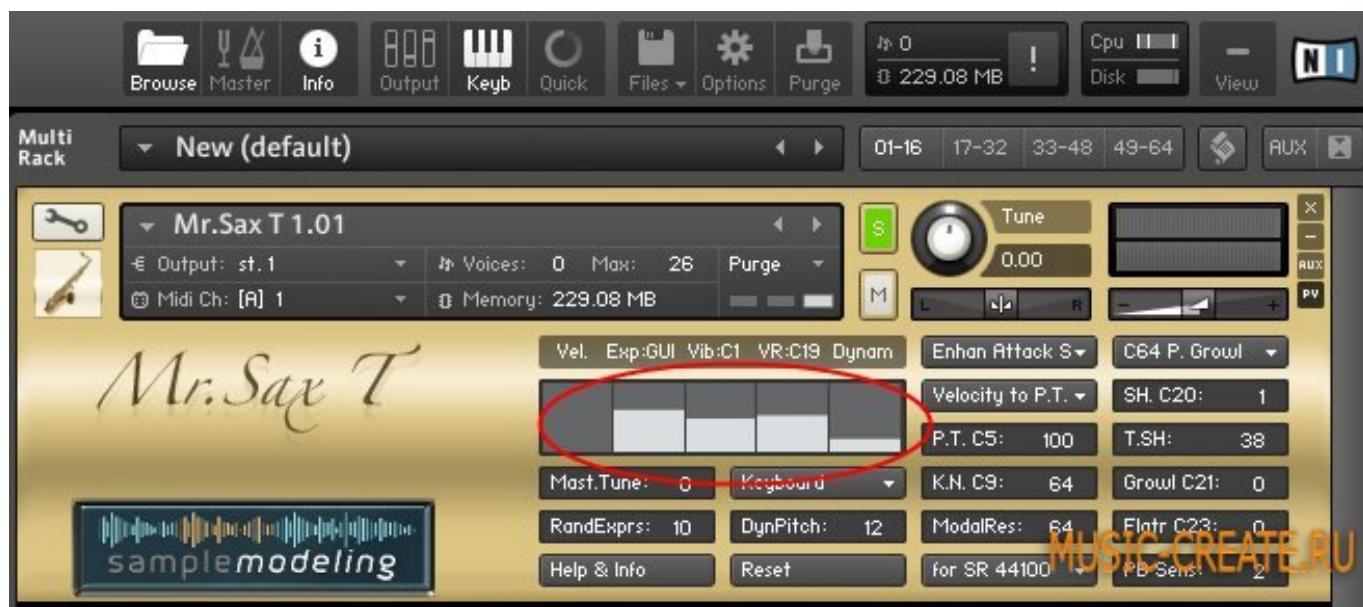 Browse Master Info Output Keyb Quick Files Options Purge
0
229.08 MB
!
Cpu
Disk
View
NI
Multi Rack
New (default)
01-16 17-32 33-48 49-64
AUX
Mr.Sax T 1.01
S
Tune
0.00
×
−
AUX
PV
Output: st. 1
Voices: 0 Max: 26
Purge
Midi Ch: [A] 1
Memory: 229.08 MB
M
L R
− +
Mr.Sax T
Vel. Exp:GUI Vib:C1 VR:C19 Dynam
Enhan Attack S
C64 P. Growl
Velocity to P.T.
SH. C20: 1
P.T. C5: 100
T.SH: 38
Mast.Tune: 0
Keyboard
K.N. C9: 64
Growl C21: 0
RandExprs: 10
DynPitch: 12
ModalRes: 64
Flatr C23: 0
samplemodeling
Help & Info
Reset
for SR 44100
PB Sens: 2
MUSIC-CREATE.RU